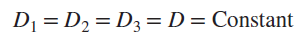 D₁ = D₂ = D₃ = D = Constant